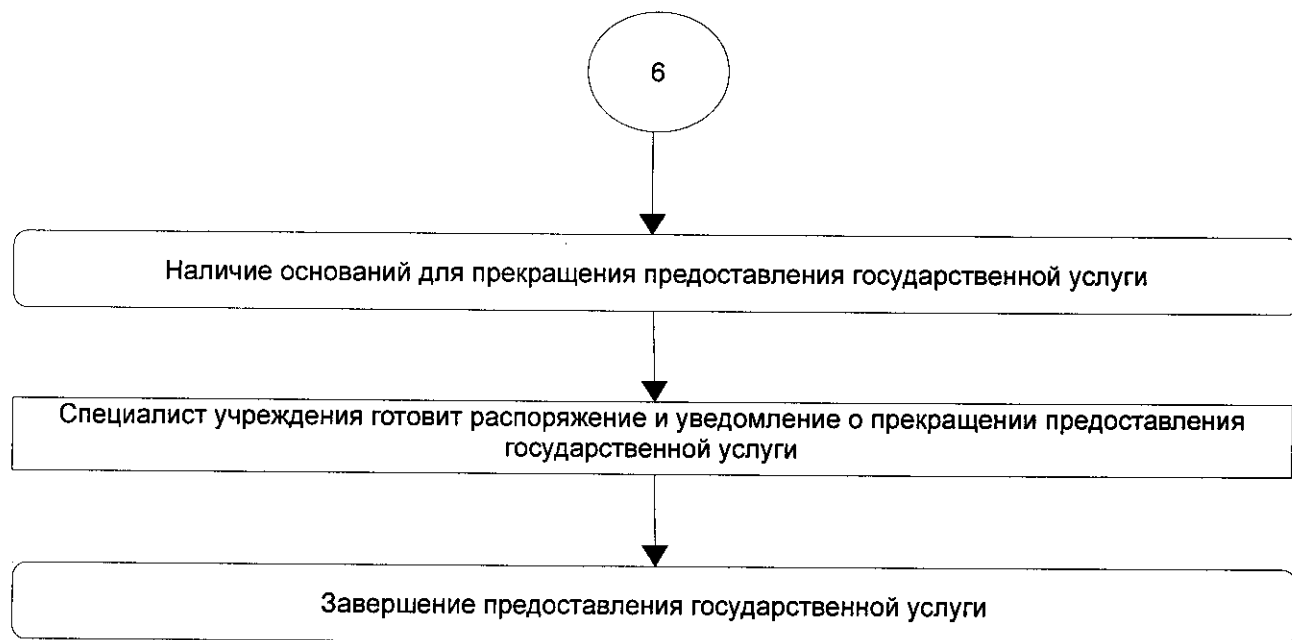 6
Наличие оснований для прекращения предоставления государственной услуги
Специалист учреждения готовит распоряжение и уведомление о прекращении предоставления
государственной услуги
Завершение предоставления государственной услуги